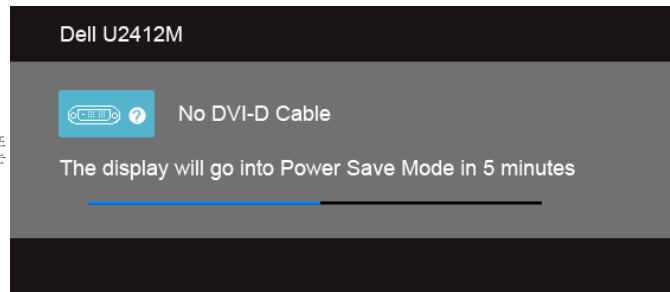 Dell U2412M
No DVI-D Cable
The display will go into Power Save Mode in 5 minutes